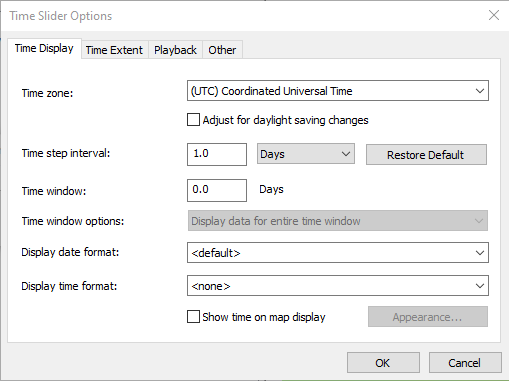 Time Slider Options
Time Display Time Extent Playback Other
Time zone: (UTC) Coordinated Universal Time
Adjust for daylight saving changes
Time step interval: 1.0 Days Restore Default
Time window: 0.0 Days
Time window options: Display data for entire time window
Display date format: <default>
Display time format: <none>
Show time on map display Appearance...
OK Cancel